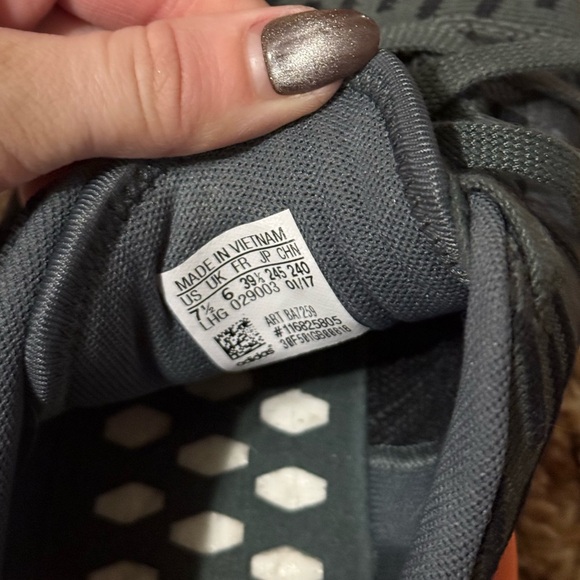 MADE IN VIETNAM
US UK FR JP CHN
7½ 6 39⅓ 245 240
LHG 029003 01/17
ART BA7259
#116825805
30F501GB00016
adidas